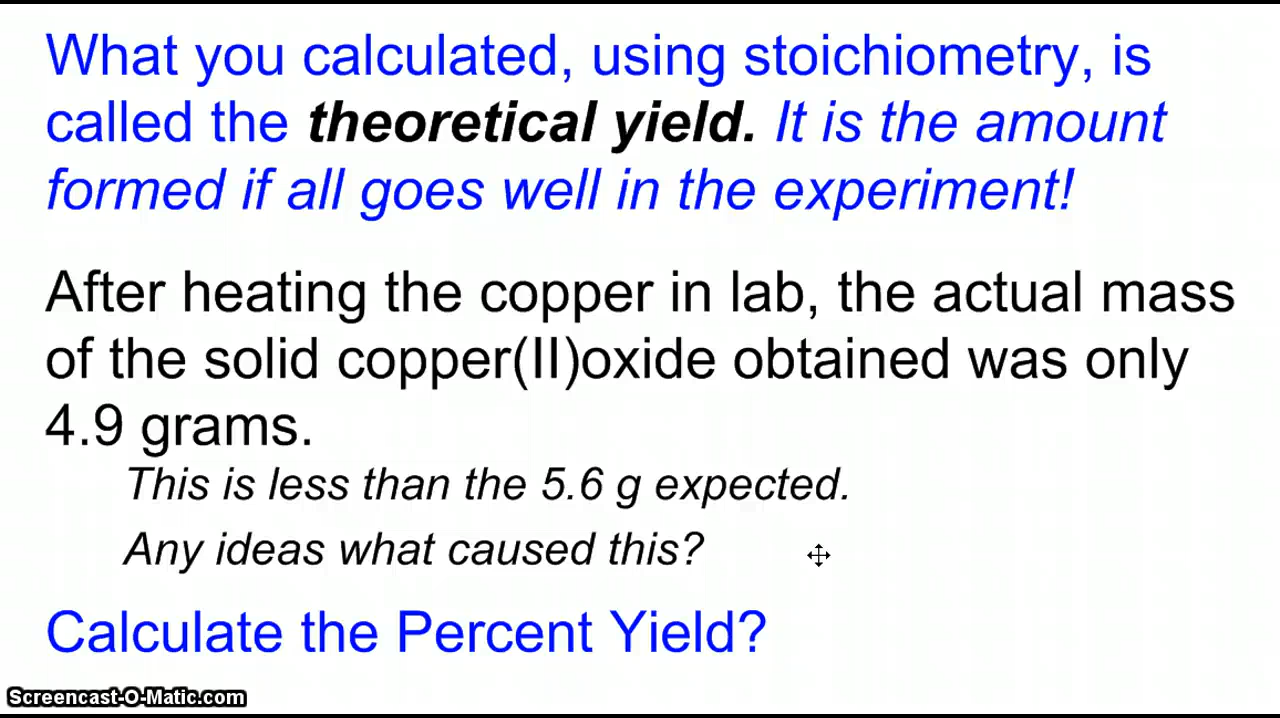 What you calculated, using stoichiometry, is
called the theoretical yield. It is the amount
formed if all goes well in the experiment!
After heating the copper in lab, the actual mass
of the solid copper(II)oxide obtained was only
4.9 grams.
This is less than the 5.6 g expected.
Any ideas what caused this?
Calculate the Percent Yield?
Screencast-O-Matic.com